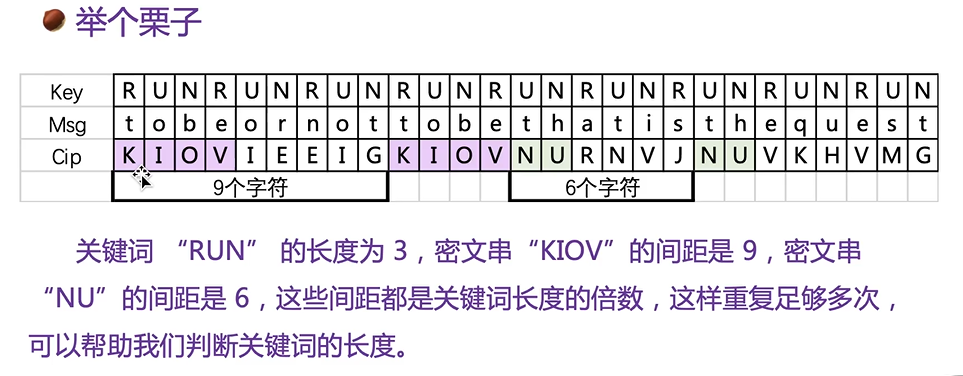 举个栗子
Key R U N R U N R U N R U N R U N R U N R U N R U N R U N
Msg t o b e o r n o t t o b e t h a t i s t h e q u e s t
Cip K I O V I E E I G K I O V N U R N V J N U V K H V M G
9个字符 6个字符
关键词 “RUN” 的长度为 3，密文串“KIOV”的间距是 9，密文串
“NU”的间距是 6，这些间距都是关键词长度的倍数，这样重复足够多次，
可以帮助我们判断关键词的长度。